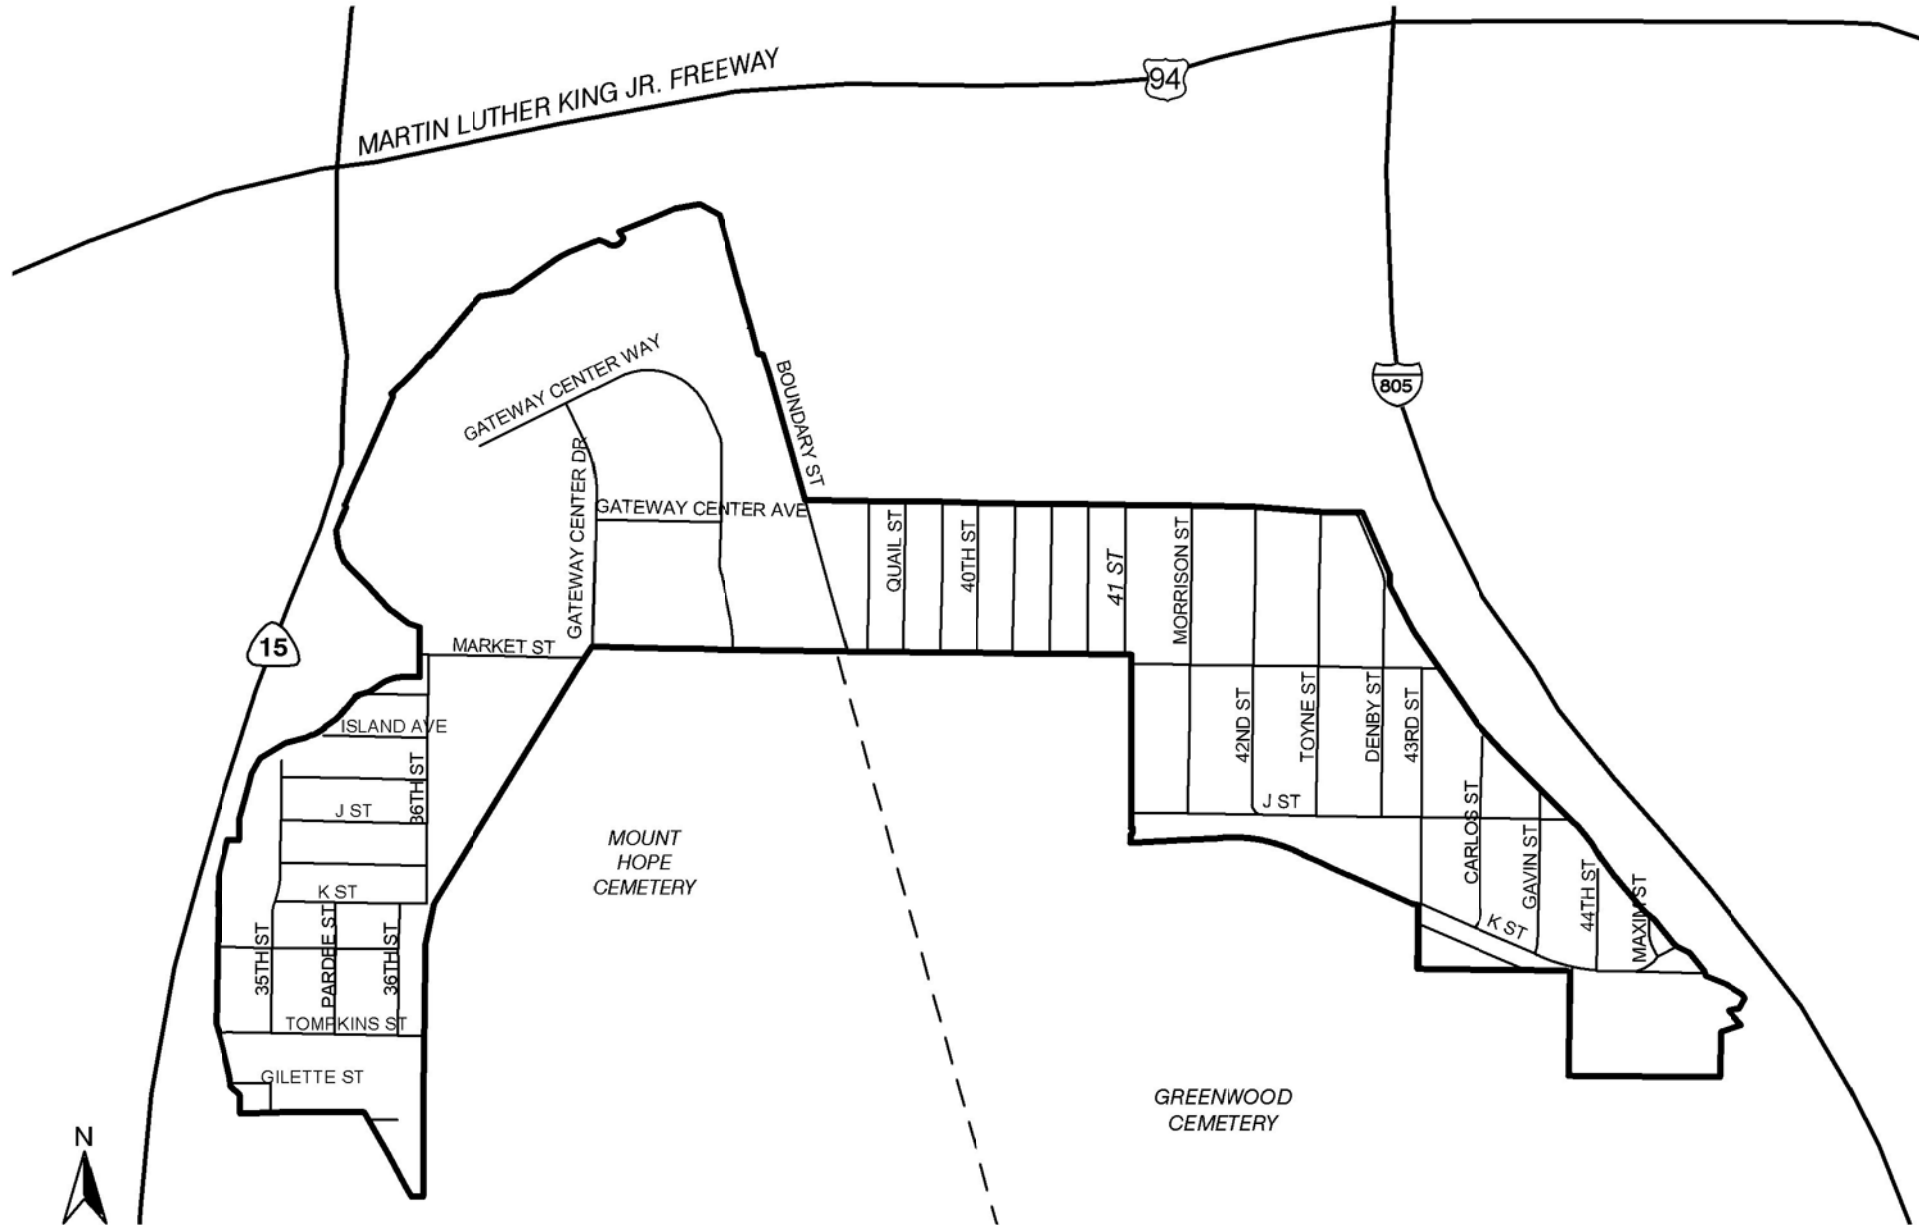 MARTIN LUTHER KING JR. FREEWAY
94
805
GATEWAY CENTER WAY
BOUNDARY ST
GATEWAY CENTER DR
GATEWAY CENTER AVE
QUAIL ST
40TH ST
41 ST
MORRISON ST
15
MARKET ST
ISLAND AVE
36TH ST
J ST
K ST
35TH ST
PARDEE ST
36TH ST
TOMPKINS ST
GILETTE ST
42ND ST
TOYNE ST
DENBY ST
43RD ST
J ST
CARLOS ST
GAVIN ST
44TH ST
MAXIM ST
K ST
MOUNT
HOPE
CEMETERY
GREENWOOD
CEMETERY
N